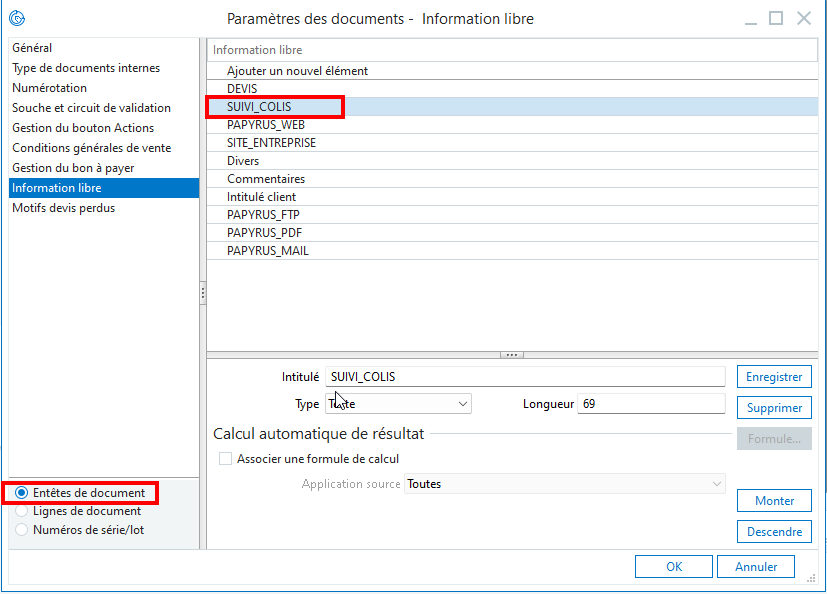 Paramètres des documents - Information libre
Général
Type de documents internes
Numérotation
Souche et circuit de validation
Gestion du bouton Actions
Conditions générales de vente
Gestion du bon à payer
Information libre
Motifs devis perdus
Information libre
Ajouter un nouvel élément
DEVIS
SUIVI_COLIS
PAPYRUS_WEB
SITE_ENTREPRISE
Divers
Commentaires
Intitulé client
PAPYRUS_FTP
PAPYRUS_PDF
PAPYRUS_MAIL
Intitulé SUIVI_COLIS Enregistrer
Type Texte Longueur 69 Supprimer
Calcul automatique de résultat Formule...
Associer une formule de calcul
Application source Toutes
Entêtes de document
Lignes de document
Numéros de série/lot
Monter
Descendre
OK Annuler